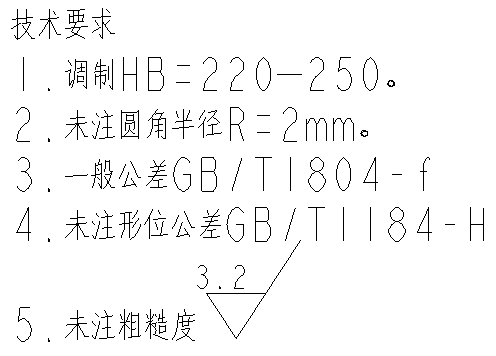 技术要求
1.调制HB=220-250。
2.未注圆角半径R=2mm。
3.一般公差GB/T1804-f
4.未注形位公差GB/T1184-H
3.2
5.未注粗糙度